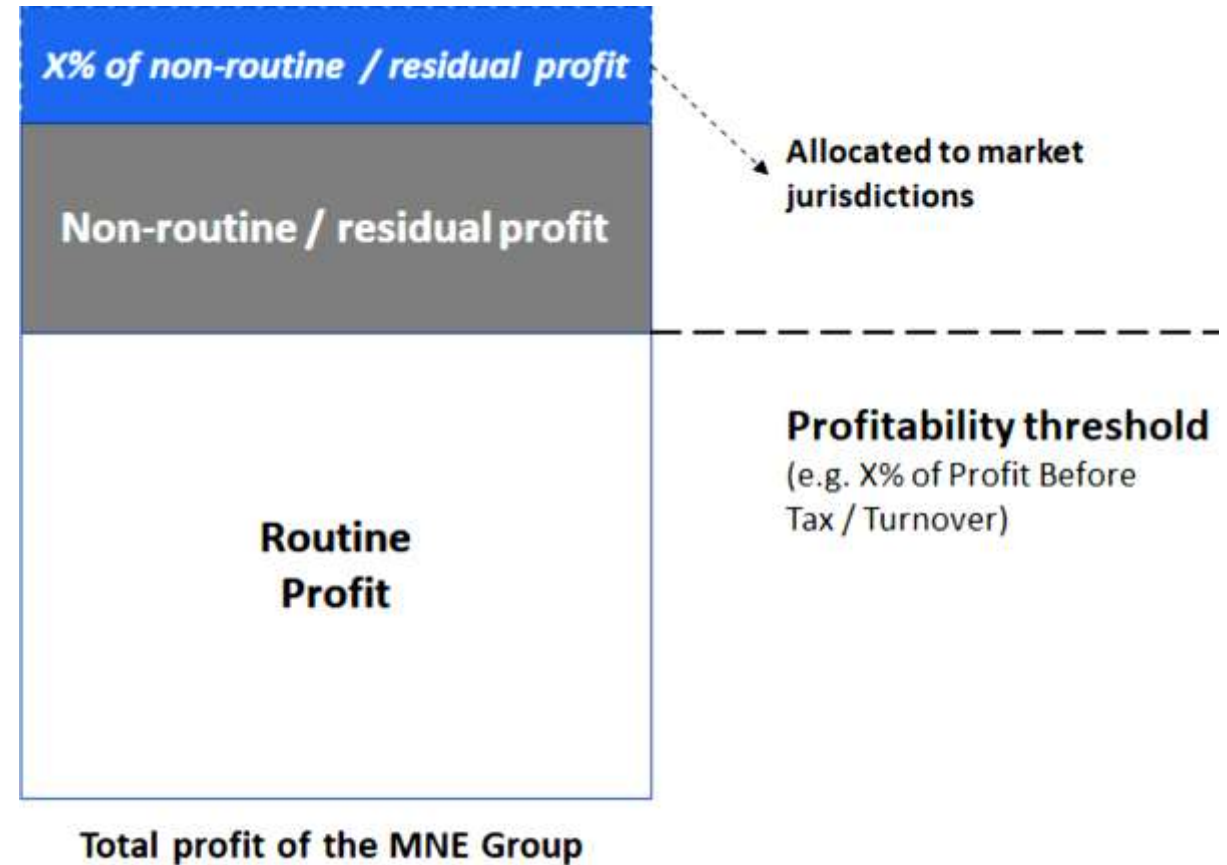 X% of non-routine / residual profit
Allocated to market
jurisdictions
Non-routine / residual profit
Profitability threshold
(e.g. X% of Profit Before
Tax / Turnover)
Routine
Profit
Total profit of the MNE Group